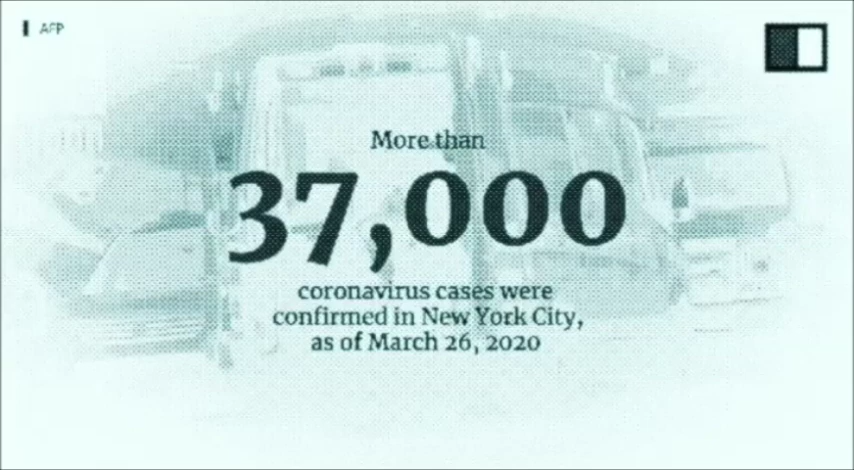 AFP
More than
37,000
coronavirus cases were
confirmed in New York City,
as of March 26, 2020